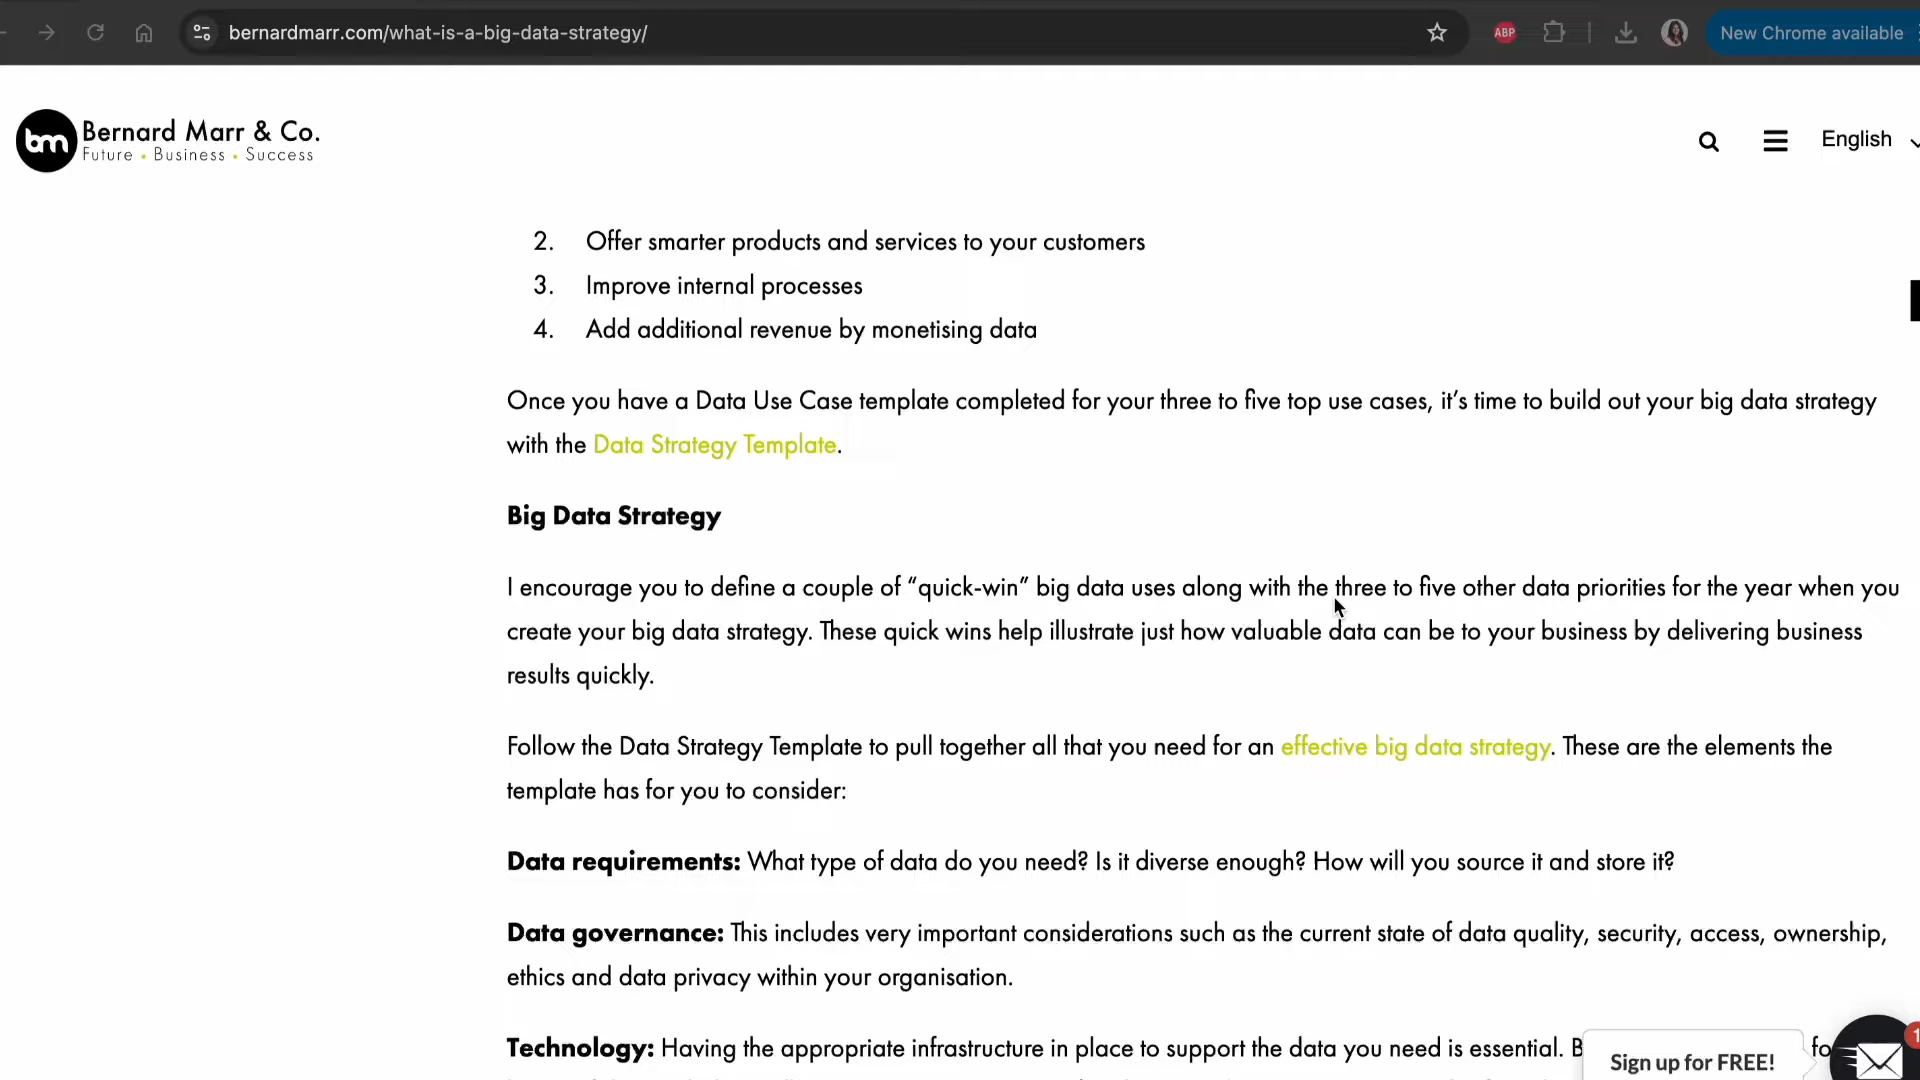 bernardmarr.com/what-is-a-big-data-strategy/
ABP
New Chrome available
bm
Bernard Marr & Co.
Future • Business • Success
English
2. Offer smarter products and services to your customers
3. Improve internal processes
4. Add additional revenue by monetising data
Once you have a Data Use Case template completed for your three to five top use cases, it’s time to build out your big data strategy
with the Data Strategy Template.
Big Data Strategy
I encourage you to define a couple of “quick-win” big data uses along with the three to five other data priorities for the year when you
create your big data strategy. These quick wins help illustrate just how valuable data can be to your business by delivering business
results quickly.
Follow the Data Strategy Template to pull together all that you need for an effective big data strategy. These are the elements the
template has for you to consider:
Data requirements: What type of data do you need? Is it diverse enough? How will you source it and store it?
Data governance: This includes very important considerations such as the current state of data quality, security, access, ownership,
ethics and data privacy within your organisation.
Technology: Having the appropriate infrastructure in place to support the data you need is essential.
Sign up for FREE!
1